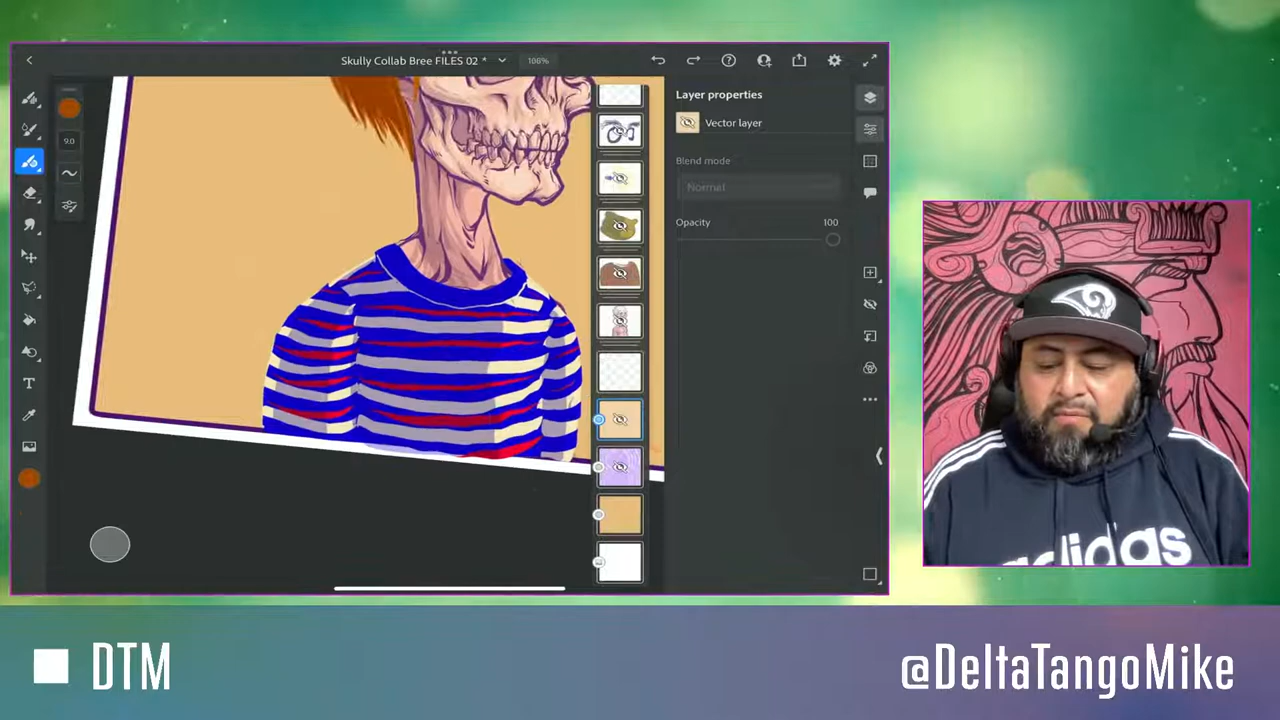 Skully Collab Bree FILES 02 *
108%
Layer properties
Vector layer
9.0
Blend mode
Normal
Opacity
100
T
adidas
DTM
@DeltaTangoMike